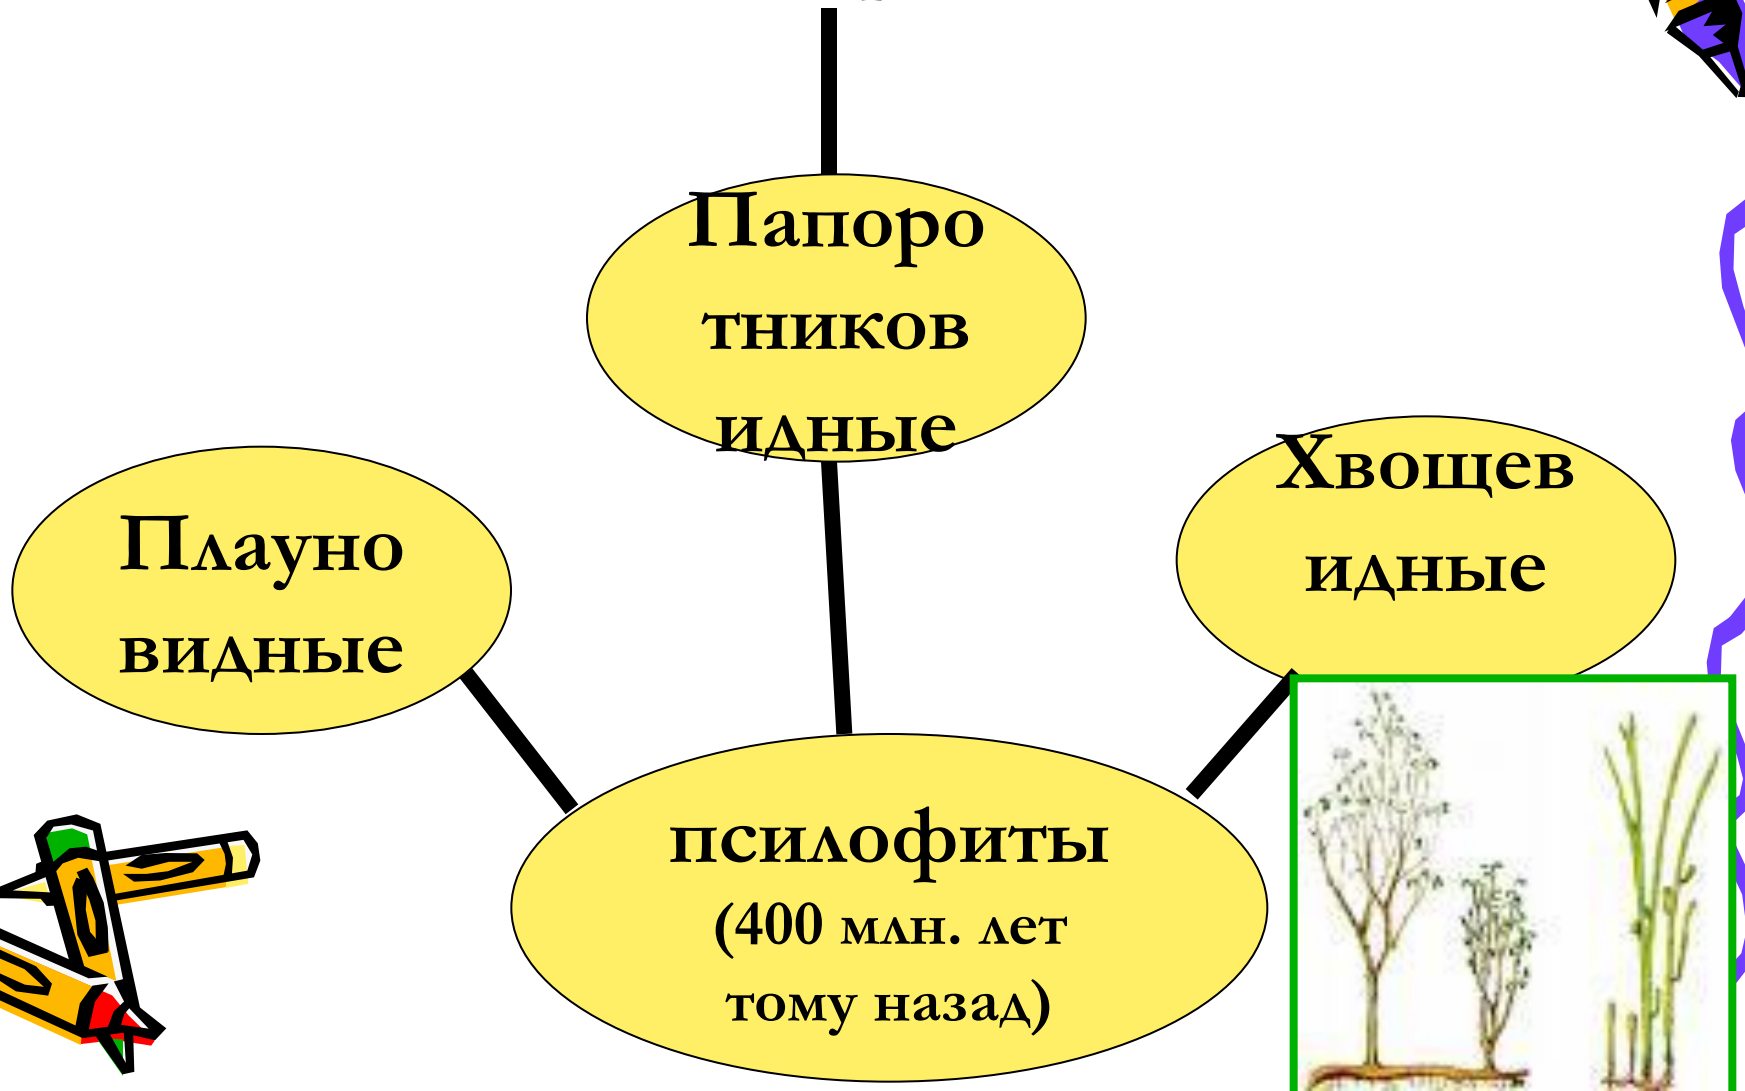 Папоро
тников
идные
Хвощев
идные
Плауно
видные
псилофиты
(400 млн. лет
тому назад)